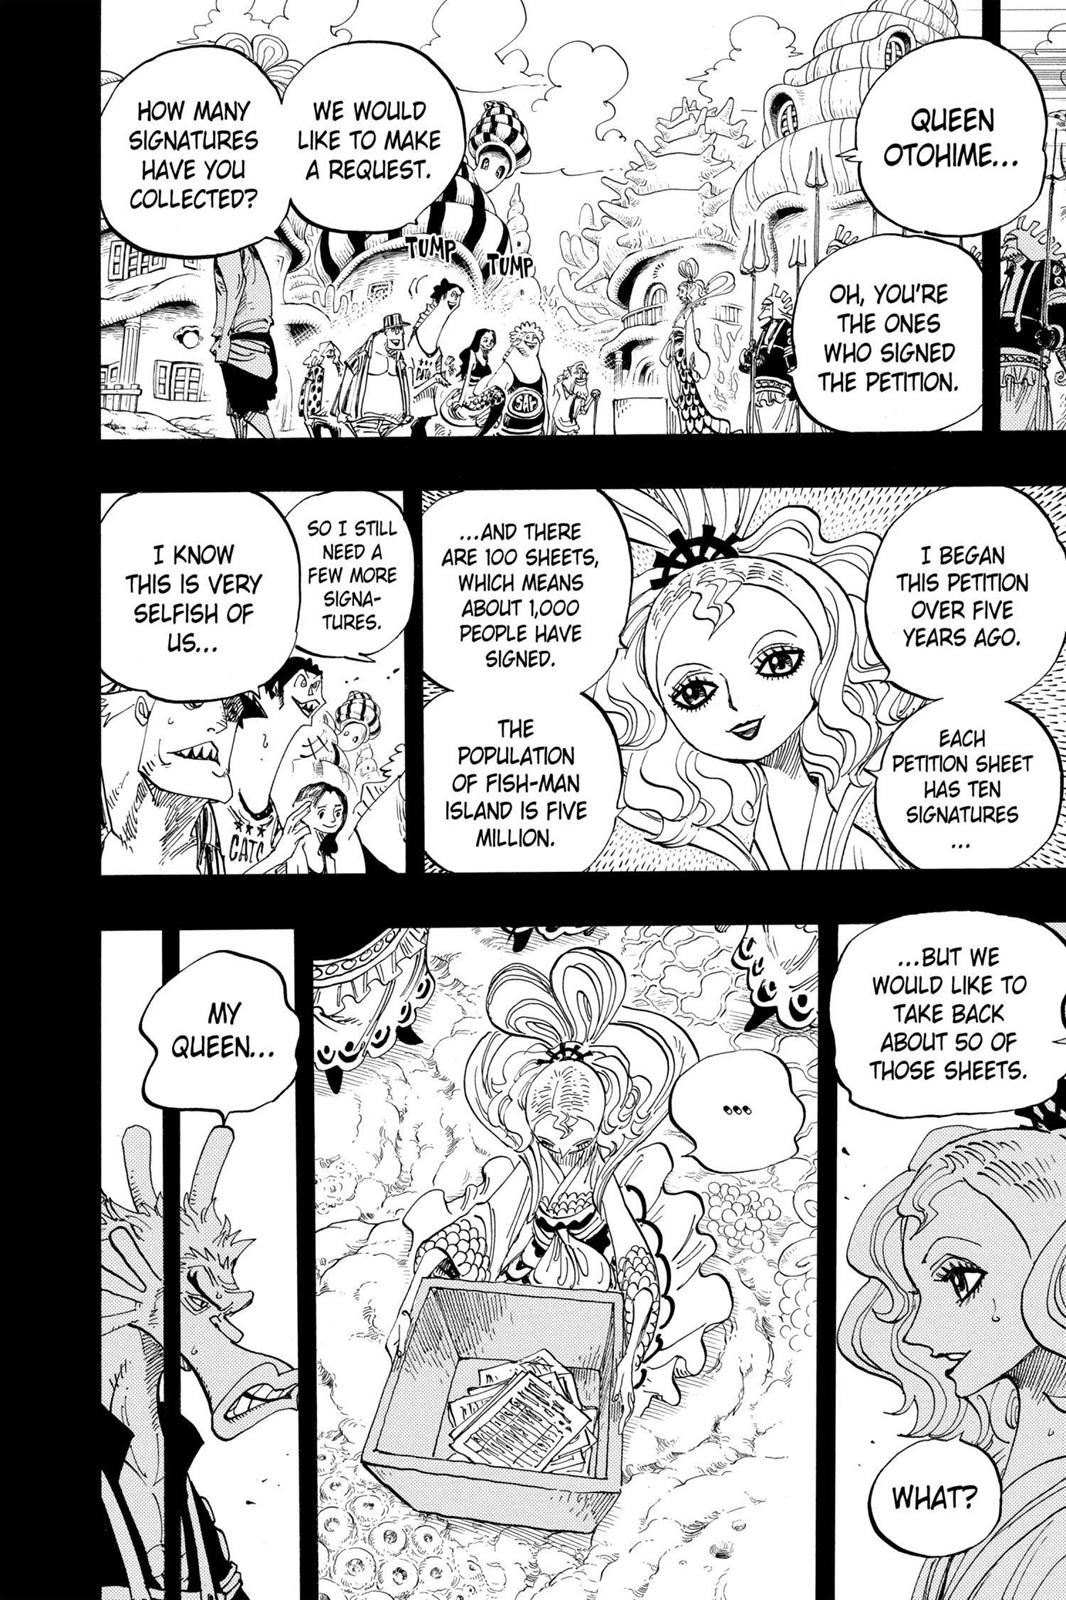 QUEEN
OTOHIME...
OH, YOU'RE
THE ONES
WHO SIGNED
THE PETITION.
WE WOULD
LIKE TO MAKE
A REQUEST.
HOW MANY
SIGNATURES
HAVE YOU
COLLECTED?
TUMP
TUMP
SAP
I BEGAN
THIS PETITION
OVER FIVE
YEARS AGO.
EACH
PETITION SHEET
HAS TEN
SIGNATURES
...
...AND THERE
ARE 100 SHEETS,
WHICH MEANS
ABOUT 1,000
PEOPLE HAVE
SIGNED.
THE
POPULATION
OF FISH-MAN
ISLAND IS FIVE
MILLION.
SO I STILL
NEED A
FEW MORE
SIGNA-
TURES.
I KNOW
THIS IS VERY
SELFISH OF
US...
CATC
...BUT WE
WOULD LIKE TO
TAKE BACK
ABOUT 50 OF
THOSE SHEETS.
WHAT?
...
MY
QUEEN...